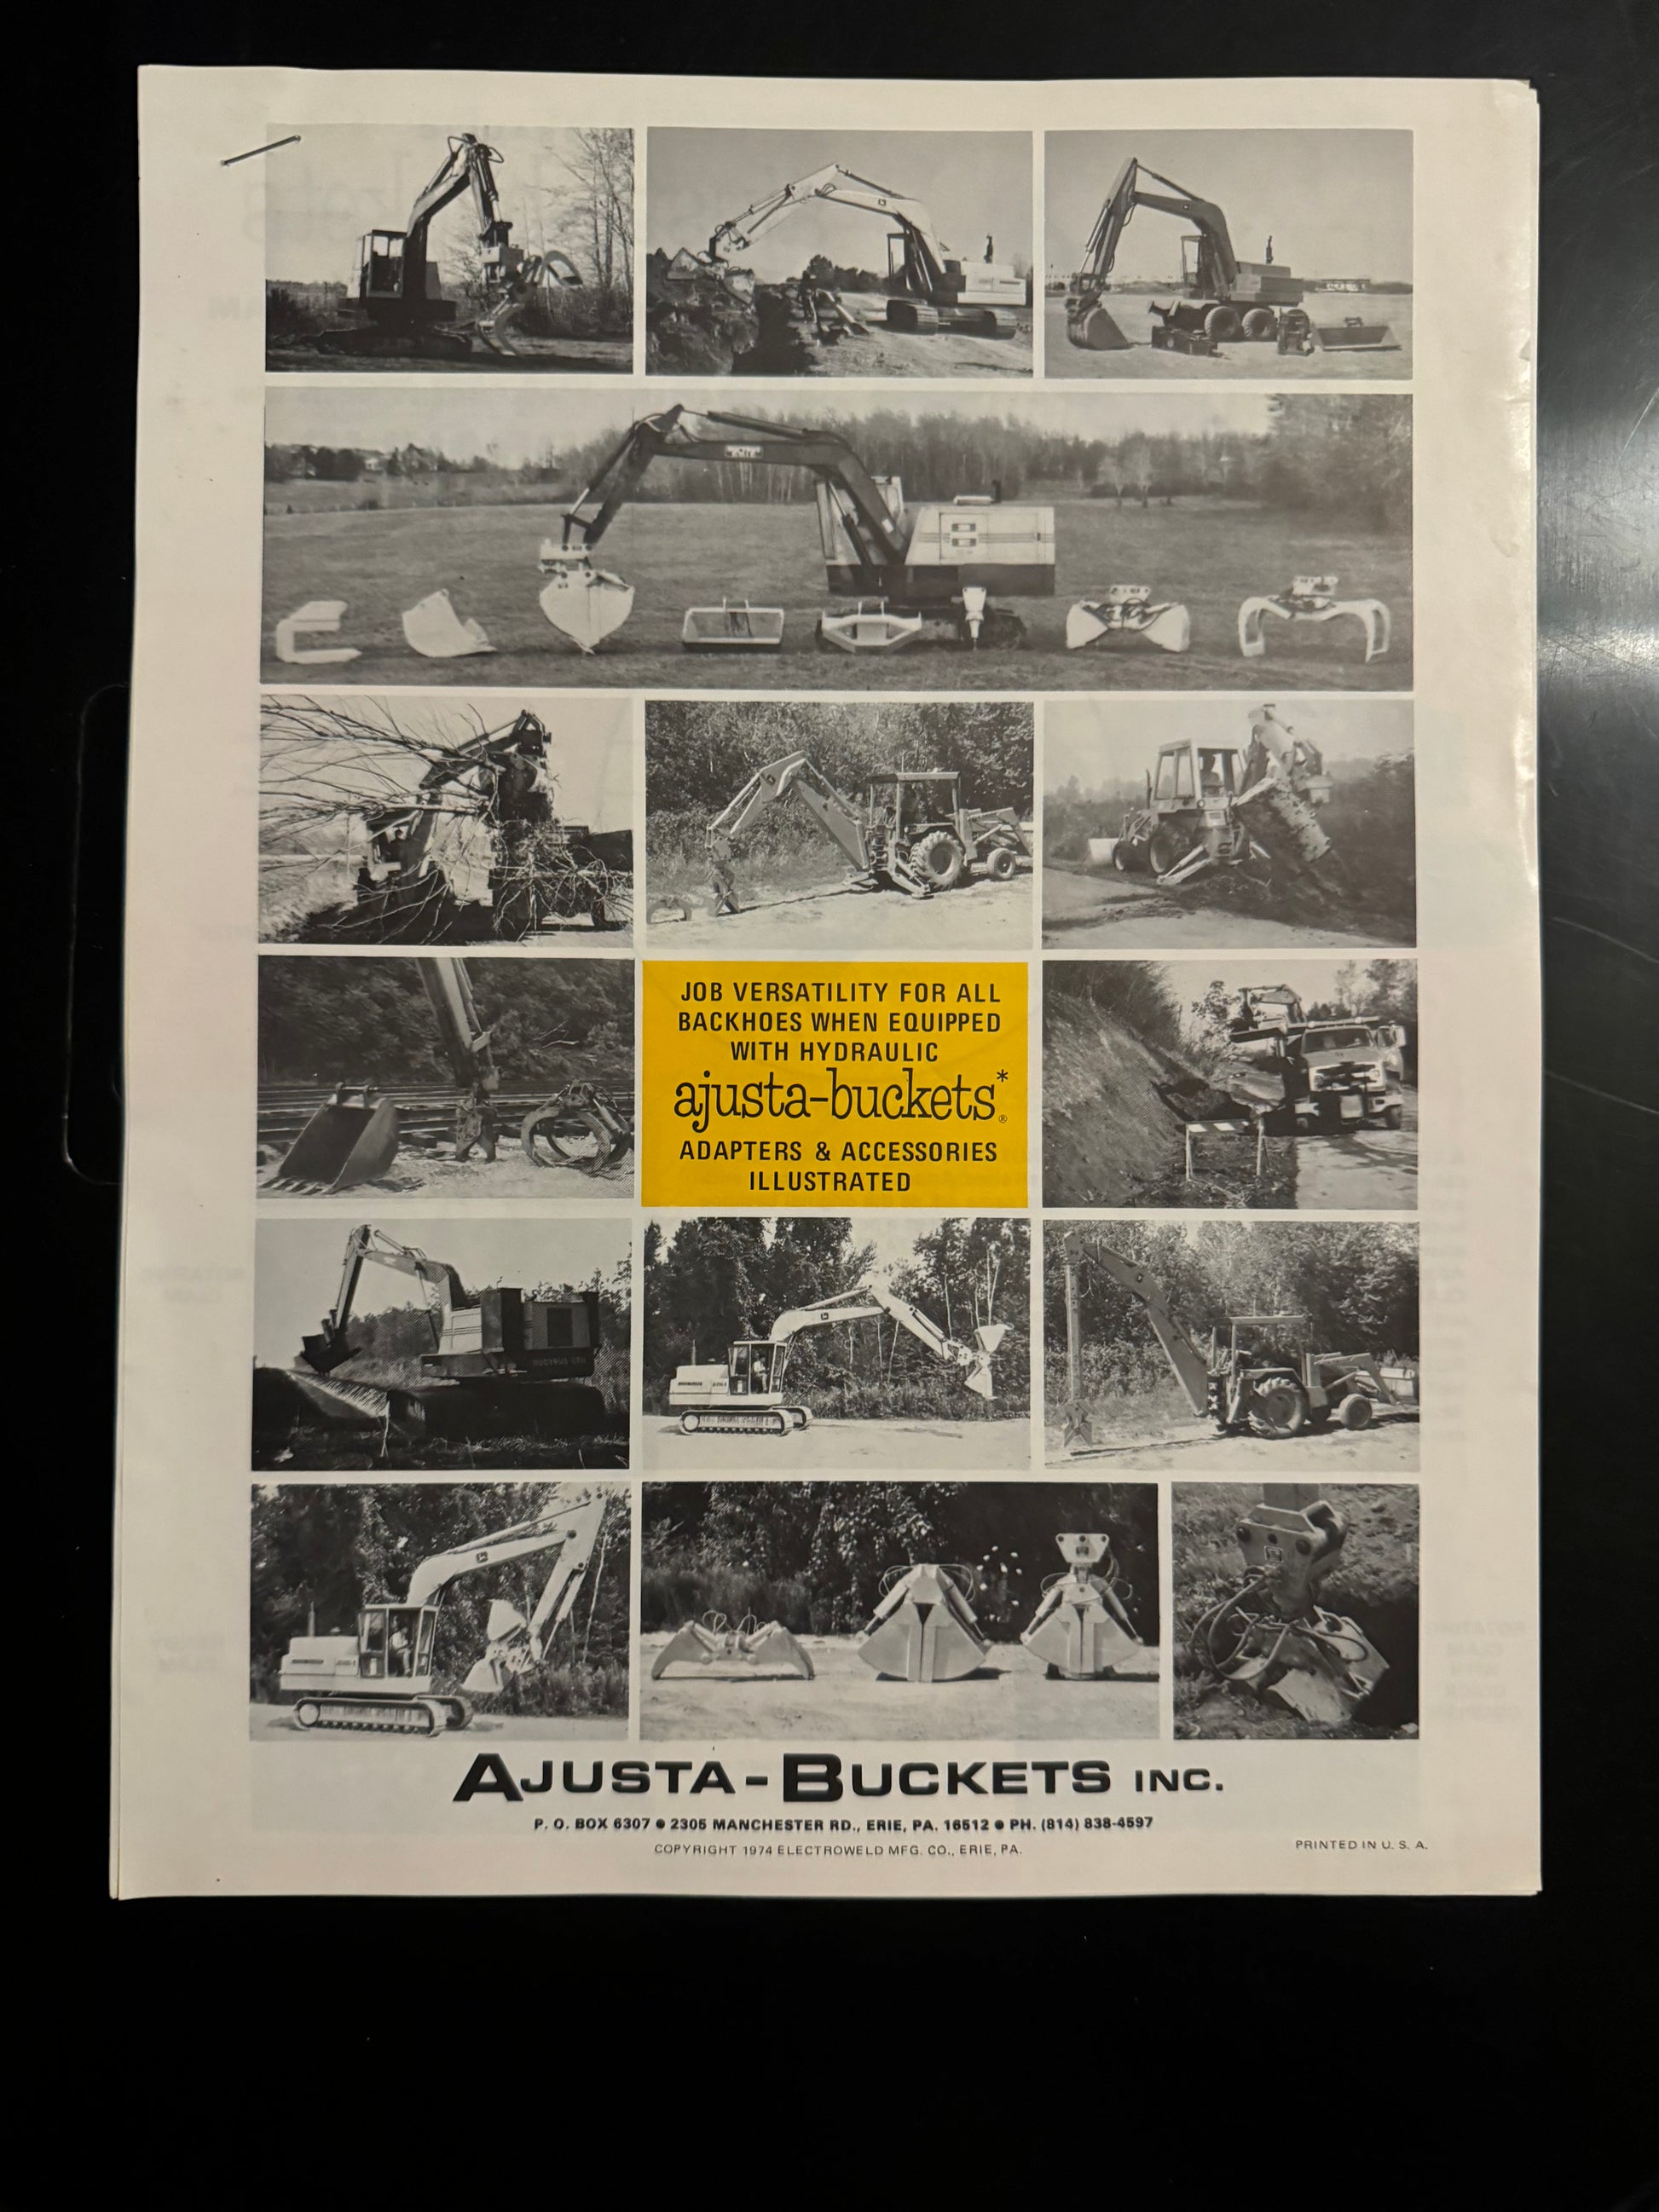 JOB VERSATILITY FOR ALL
BACKHOES WHEN EQUIPPED
WITH HYDRAULIC
ajusta-buckets*®
ADAPTERS & ACCESSORIES
ILLUSTRATED
AJUSTA-BUCKETS INC.
P. O. BOX 6307 ● 2305 MANCHESTER RD., ERIE, PA. 16512 ● PH. (814) 838-4597
COPYRIGHT 1974 ELECTROWELD MFG. CO., ERIE, PA.
PRINTED IN U. S. A.